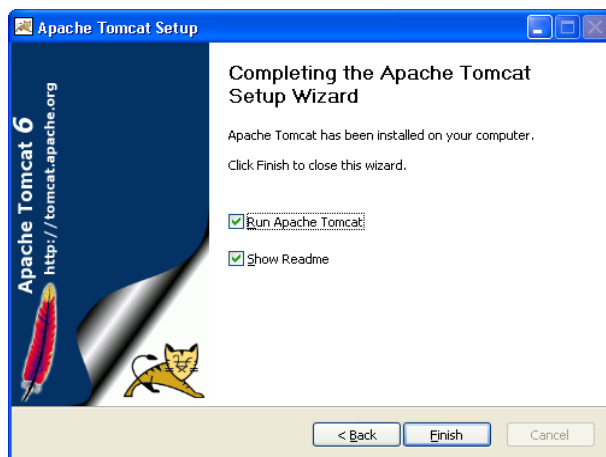 Apache Tomcat Setup
Apache Tomcat 6
http://tomcat.apache.org
Completing the Apache Tomcat
Setup Wizard
Apache Tomcat has been installed on your computer.
Click Finish to close this wizard.
Run Apache Tomcat
Show Readme
< Back
Finish
Cancel